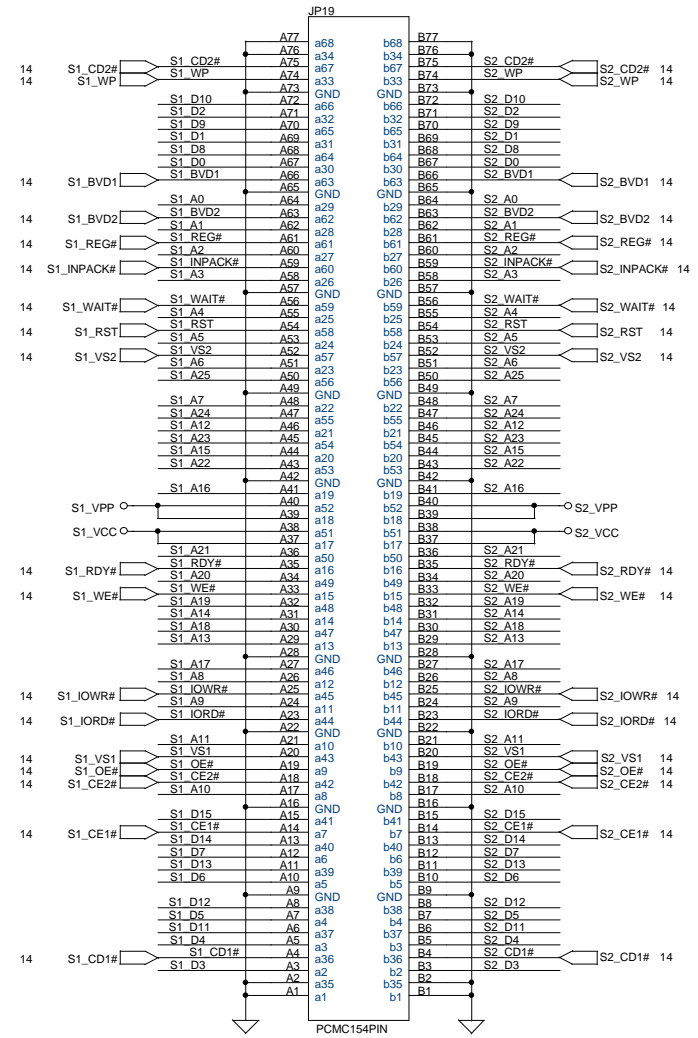 JP19
A77 a68 b68 B77
A76 a34 b34 B76
14 S1_CD2# S1_CD2# A75 a67 b67 B75 S2_CD2# S2_CD2# 14
14 S1_WP S1_WP A74 a33 b33 B74 S2_WP S2_WP 14
A73 GND GND B73
S1_D10 A72 a66 b66 B72 S2_D10
S1_D2 A71 a32 b32 B71 S2_D2
S1_D9 A70 a65 b65 B70 S2_D9
S1_D1 A69 a31 b31 B69 S2_D1
S1_D8 A68 a64 b64 B68 S2_D8
S1_D0 A67 a30 b30 B67 S2_D0
14 S1_BVD1 S1_BVD1 A66 a63 b63 B66 S2_BVD1 S2_BVD1 14
A65 GND GND B65
S1_A0 A64 a29 b29 B64 S2_A0
14 S1_BVD2 S1_BVD2 A63 a62 b62 B63 S2_BVD2 S2_BVD2 14
S1_A1 A62 a28 b28 B62 S2_A1
14 S1_REG# S1_REG# A61 a61 b61 B61 S2_REG# S2_REG# 14
S1_A2 A60 a27 b27 B60 S2_A2
14 S1_INPACK# S1_INPACK# A59 a60 b60 B59 S2_INPACK# S2_INPACK# 14
S1_A3 A58 a26 b26 B58 S2_A3
A57 GND GND B57
14 S1_WAIT# S1_WAIT# A56 a59 b59 B56 S2_WAIT# S2_WAIT# 14
S1_A4 A55 a25 b25 B55 S2_A4
14 S1_RST S1_RST A54 a58 b58 B54 S2_RST S2_RST 14
S1_A5 A53 a24 b24 B53 S2_A5
14 S1_VS2 S1_VS2 A52 a57 b57 B52 S2_VS2 S2_VS2 14
S1_A6 A51 a23 b23 B51 S2_A6
S1_A25 A50 a56 b56 B50 S2_A25
A49 GND GND B49
S1_A7 A48 a22 b22 B48 S2_A7
S1_A24 A47 a55 b55 B47 S2_A24
S1_A12 A46 a21 b21 B46 S2_A12
S1_A23 A45 a54 b54 B45 S2_A23
S1_A15 A44 a20 b20 B44 S2_A15
S1_A22 A43 a53 b53 B43 S2_A22
A42 GND GND B42
S1_A16 A41 a19 b19 B41 S2_A16
S1_VPP A40 a52 b52 B40 S2_VPP
A39 a18 b18 B39
S1_VCC A38 a51 b51 B38 S2_VCC
A37 a17 b17 B37
S1_A21 A36 a50 b50 B36 S2_A21
14 S1_RDY# S1_RDY# A35 a16 b16 B35 S2_RDY# S2_RDY# 14
S1_A20 A34 a49 b49 B34 S2_A20
14 S1_WE# S1_WE# A33 a15 b15 B33 S2_WE# S2_WE# 14
S1_A19 A32 a48 b48 B32 S2_A19
S1_A14 A31 a14 b14 B31 S2_A14
S1_A18 A30 a47 b47 B30 S2_A18
S1_A13 A29 a13 b13 B29 S2_A13
A28 GND GND B28
S1_A17 A27 a46 b46 B27 S2_A17
S1_A8 A26 a12 b12 B26 S2_A8
14 S1_IOWR# S1_IOWR# A25 a45 b45 B25 S2_IOWR# S2_IOWR# 14
S1_A9 A24 a11 b11 B24 S2_A9
14 S1_IORD# S1_IORD# A23 a44 b44 B23 S2_IORD# S2_IORD# 14
A22 GND GND B22
S1_A11 A21 a10 b10 B21 S2_A11
14 S1_VS1 S1_VS1 A20 a43 b43 B20 S2_VS1 S2_VS1 14
14 S1_OE# S1_OE# A19 a9 b9 B19 S2_OE# S2_OE# 14
14 S1_CE2# S1_CE2# A18 a42 b42 B18 S2_CE2# S2_CE2# 14
S1_A10 A17 a8 b8 B17 S2_A10
A16 GND GND B16
S1_D15 A15 a41 b41 B15 S2_D15
14 S1_CE1# S1_CE1# A14 a7 b7 B14 S2_CE1# S2_CE1# 14
S1_D14 A13 a40 b40 B13 S2_D14
S1_D7 A12 a6 b6 B12 S2_D7
S1_D13 A11 a39 b39 B11 S2_D13
S1_D6 A10 a5 b5 B10 S2_D6
A9 GND GND B9
S1_D12 A8 a38 b38 B8 S2_D12
S1_D5 A7 a4 b4 B7 S2_D5
S1_D11 A6 a37 b37 B6 S2_D11
S1_D4 A5 a3 b3 B5 S2_D4
14 S1_CD1# S1_CD1# A4 a36 b36 B4 S2_CD1# S2_CD1# 14
S1_D3 A3 a2 b2 B3 S2_D3
A2 a35 b35 B2
A1 a1 b1 B1
PCMC154PIN